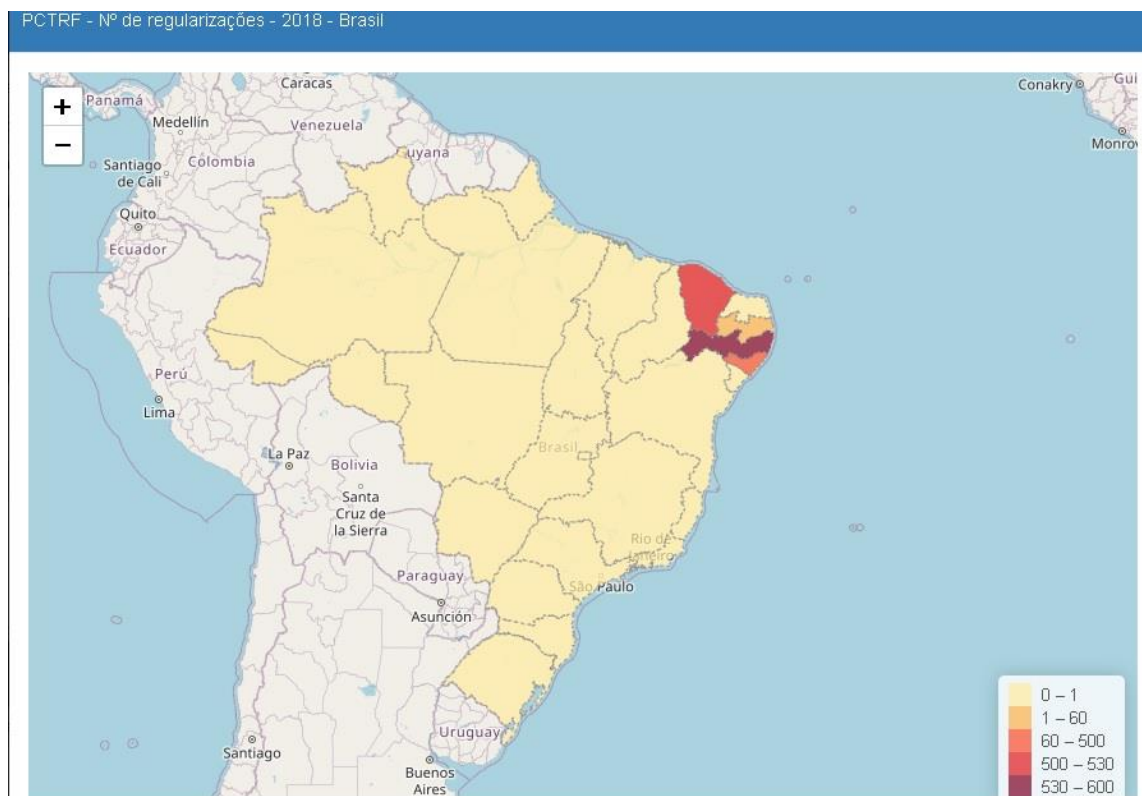 PCTRF - Nº de regularizações - 2018 - Brasil
+
−
Caracas
Panamá
Medellín
Venezuela
uyana
Colombia
Santiago
de Cali
Quito
Ecuador
Perú
Lima
La Paz
Bolivia
Santa
Cruz de
la Sierra
Brasil
Rio de
Janeiro
São Paulo
Paraguay
Asunción
Uruguay
Santiago
Buenos
Aires
Conakry
Gui
Monrov
0 – 1
1 – 60
60 – 500
500 – 530
530 – 600